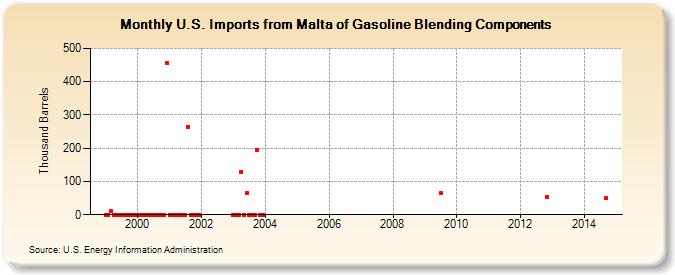 Monthly U.S. Imports from Malta of Gasoline Blending Components
Thousand Barrels
500
400
300
200
100
0
2000 2002 2004 2006 2008 2010 2012 2014
Source: U.S. Energy Information Administration